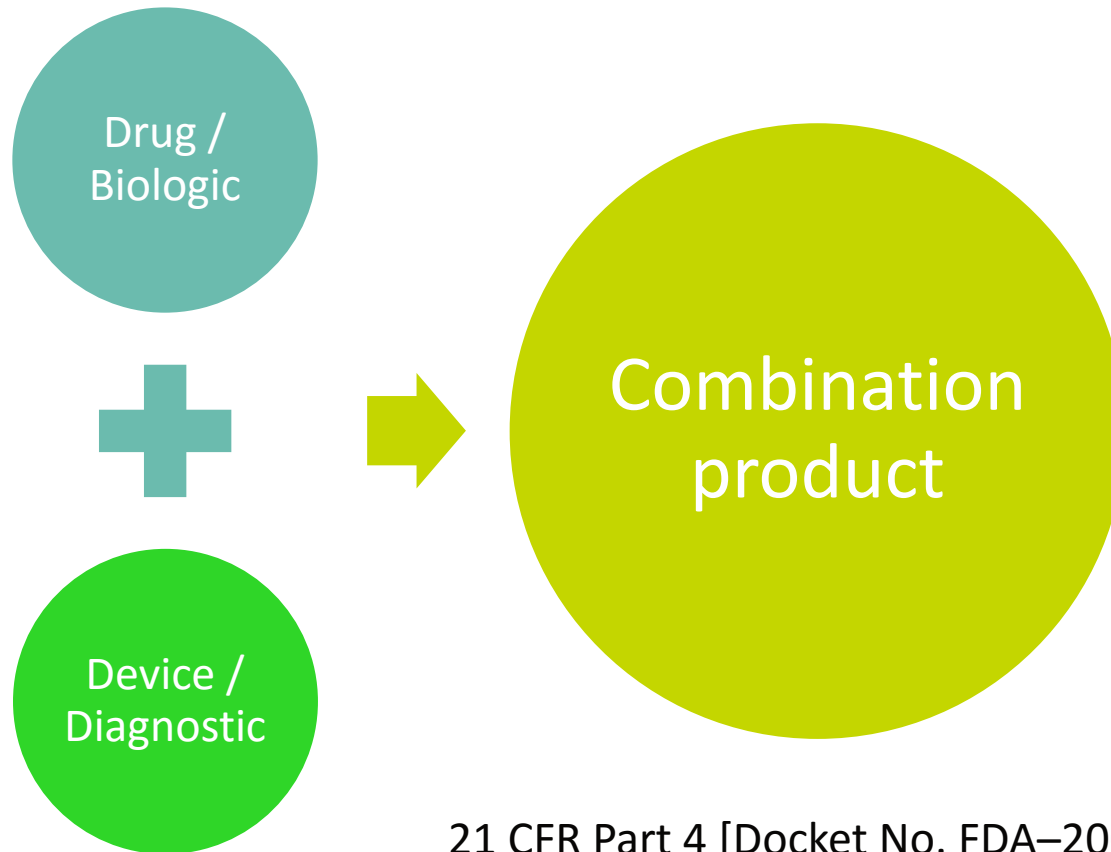 Drug /
Biologic
Device /
Diagnostic
Combination
product
21 CFR Part 4 [Docket No. FDA–20